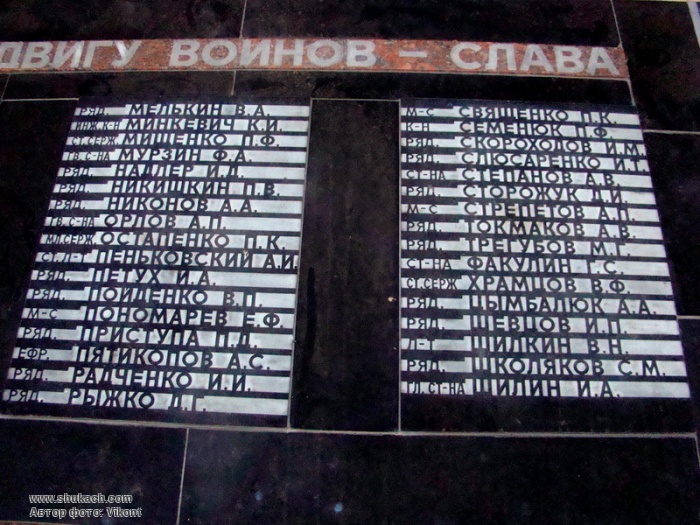 ДВИГУ ВОИНОВ – СЛАВА
РЯД. МЕЛЬКИН В.А.
ИНЖ.К-Н МИНКЕВИЧ К.И.
СТ.СЕРЖ. МИЩЕНКО П.Ф.
ГВ.С-НА МУРЗИН Ф.А.
РЯД. НАДЛЕР И.Д.
РЯД. НИКИШКИН П.В.
РЯД. НИКОНОВ А.А.
ГВ.С-НА ОРЛОВ А.П.
МЛ.СЕРЖ. ОСТАПЕНКО П.К.
СТ.Л-Т ПЕНЬКОВСКИЙ А.И.
РЯД. ПЕТУХ И.А.
РЯД. ПОЙДЕНКО В.П.
М-С ПОНОМАРЕВ Е.Ф.
РЯД. ПРИСТУПА П.Д.
ЕФР. ПЯТИКОПОВ А.С.
РЯД. РАДЧЕНКО И.И.
РЯД. РЫЖКО Д.Г.
М-С СВЯЩЕНКО П.К.
К-Н СЕМЕНЮК П.Ф.
РЯД. СКОРОХОДОВ И.М.
РЯД. СЛЮСАРЕНКО И.Т.
СТ-НА СТЕПАНОВ А.В.
РЯД. СТОРОЖУК Д.И.
М-С СТРЕПЕТОВ А.П.
РЯД. ТОКМАКОВ А.В.
РЯД. ТРЕГУБОВ М.Г.
СТ-НА ФАКУЛИН Г.С.
СТ.СЕРЖ. ХРАМЦОВ В.Ф.
РЯД. ЦЫМБАЛЮК А.А.
РЯД. ШЕВЦОВ И.П.
Л-Т ШИЛКИН В.Н.
РЯД. ШКОЛЯКОВ С.М.
ГЛ.СТ-НА ШИЛИН И.А.
www.shukach.com
Автор фото: Vikont